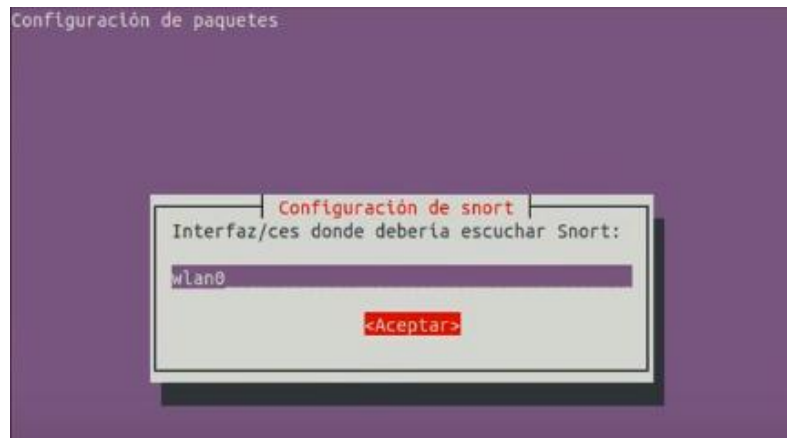 Configuración de paquetes
Configuración de snort
Interfaz/ces donde debería escuchar Snort:
wlan0
<Aceptar>